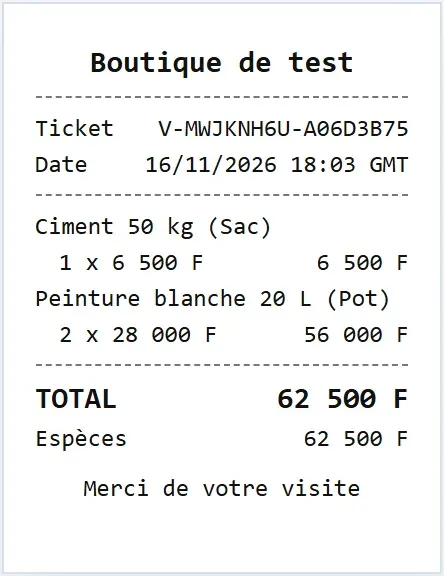 Boutique de test
Ticket V-MWJKNH6U-A06D3B75
Date 16/11/2026 18:03 GMT
Ciment 50 kg (Sac)
1 x 6 500 F 6 500 F
Peinture blanche 20 L (Pot)
2 x 28 000 F 56 000 F
TOTAL 62 500 F
Espèces 62 500 F
Merci de votre visite